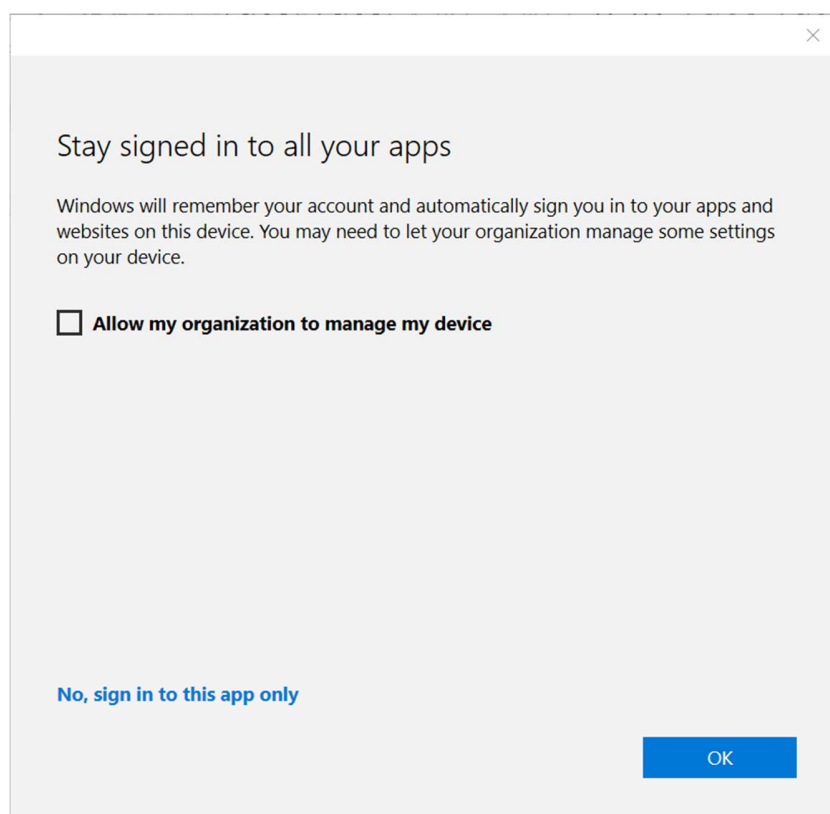 Stay signed in to all your apps
Windows will remember your account and automatically sign you in to your apps and
websites on this device. You may need to let your organization manage some settings
on your device.
Allow my organization to manage my device
No, sign in to this app only
OK